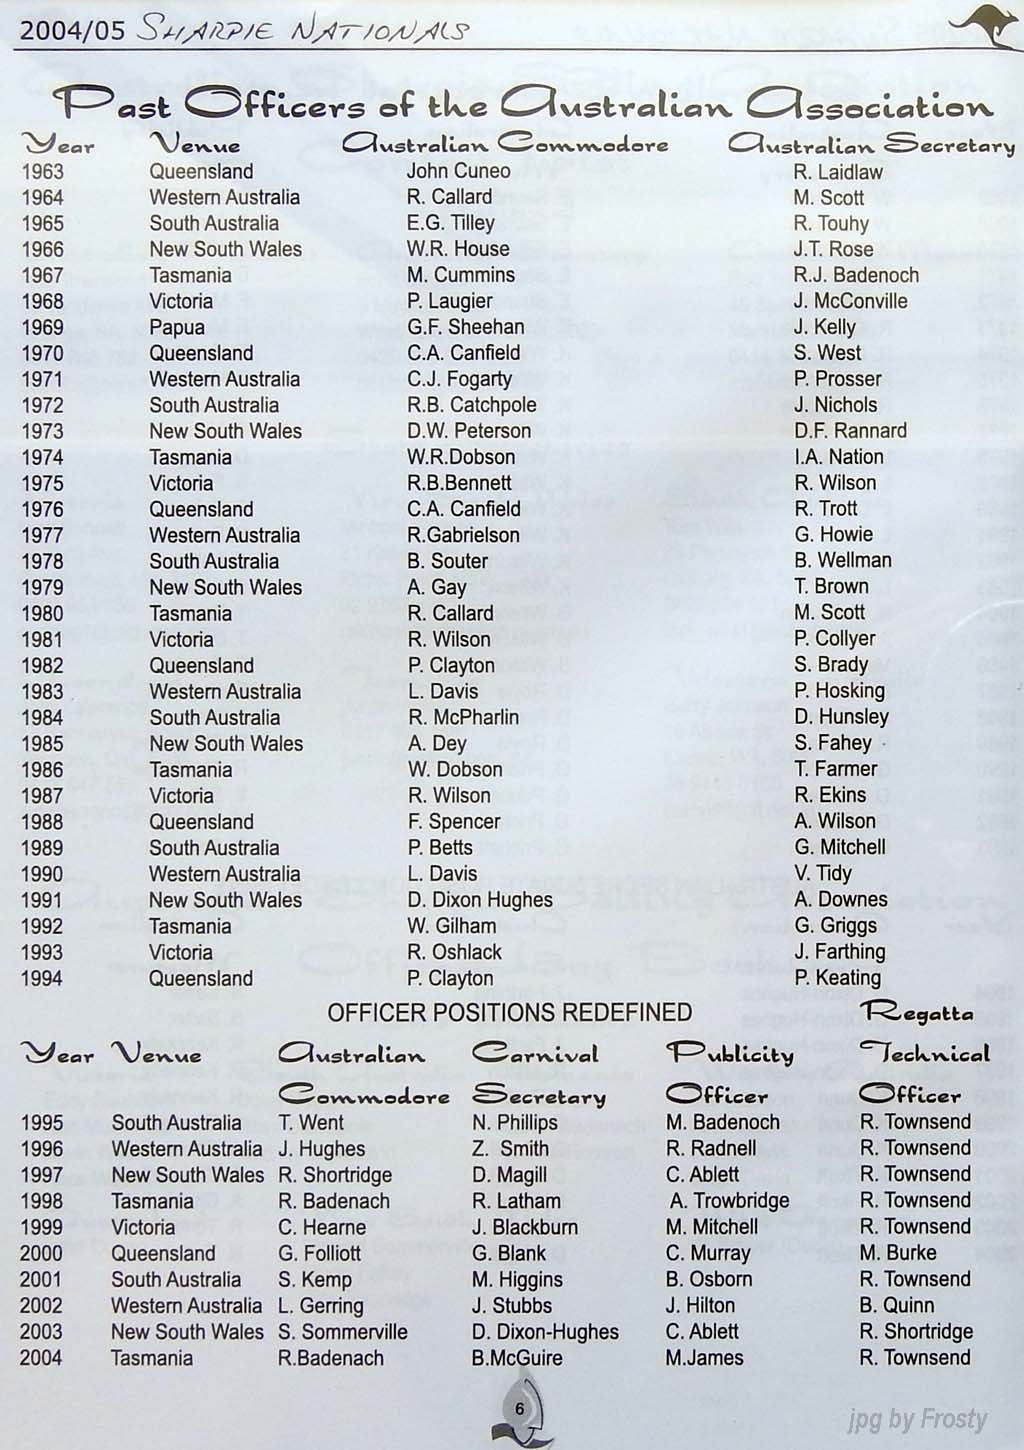 2004/05 SHARPIE NATIONALS
Past Officers of the Australian Association
Year Venue Australian Commodore Australian Secretary
1963 Queensland John Cuneo R. Laidlaw
1964 Western Australia R. Callard M. Scott
1965 South Australia E.G. Tilley R. Touhy
1966 New South Wales W.R. House J.T. Rose
1967 Tasmania M. Cummins R.J. Badenoch
1968 Victoria P. Laugier J. McConville
1969 Papua G.F. Sheehan J. Kelly
1970 Queensland C.A. Canfield S. West
1971 Western Australia C.J. Fogarty P. Prosser
1972 South Australia R.B. Catchpole J. Nichols
1973 New South Wales D.W. Peterson D.F. Rannard
1974 Tasmania W.R.Dobson I.A. Nation
1975 Victoria R.B.Bennett R. Wilson
1976 Queensland C.A. Canfield R. Trott
1977 Western Australia R.Gabrielson G. Howie
1978 South Australia B. Souter B. Wellman
1979 New South Wales A. Gay T. Brown
1980 Tasmania R. Callard M. Scott
1981 Victoria R. Wilson P. Collyer
1982 Queensland P. Clayton S. Brady
1983 Western Australia L. Davis P. Hosking
1984 South Australia R. McPharlin D. Hunsley
1985 New South Wales A. Dey S. Fahey
1986 Tasmania W. Dobson T. Farmer
1987 Victoria R. Wilson R. Ekins
1988 Queensland F. Spencer A. Wilson
1989 South Australia P. Betts G. Mitchell
1990 Western Australia L. Davis V. Tidy
1991 New South Wales D. Dixon Hughes A. Downes
1992 Tasmania W. Gilham G. Griggs
1993 Victoria R. Oshlack J. Farthing
1994 Queensland P. Clayton P. Keating
OFFICER POSITIONS REDEFINED Regatta
Year Venue Australian Carnival Publicity Technical
Commodore Secretary Officer Officer
1995 South Australia T. Went N. Phillips M. Badenoch R. Townsend
1996 Western Australia J. Hughes Z. Smith R. Radnell R. Townsend
1997 New South Wales R. Shortridge D. Magill C. Ablett R. Townsend
1998 Tasmania R. Badenach R. Latham A. Trowbridge R. Townsend
1999 Victoria C. Hearne J. Blackburn M. Mitchell R. Townsend
2000 Queensland G. Folliott G. Blank C. Murray M. Burke
2001 South Australia S. Kemp M. Higgins B. Osborn R. Townsend
2002 Western Australia L. Gerring J. Stubbs J. Hilton B. Quinn
2003 New South Wales S. Sommerville D. Dixon-Hughes C. Ablett R. Shortridge
2004 Tasmania R.Badenach B.McGuire M.James R. Townsend
6
jpg by Frosty